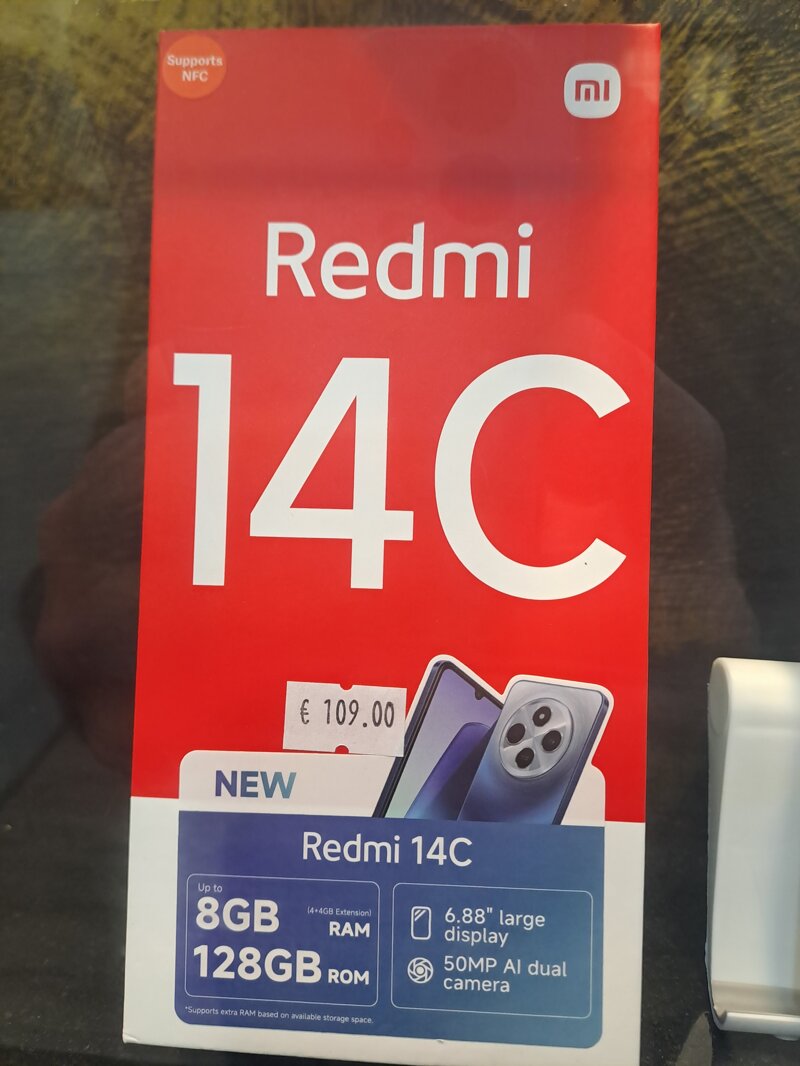 Supports
NFC
mi
Redmi
14C
€ 109.00
NEW
Redmi 14C
Up to
8GB (4+4GB Extension) RAM
128GB ROM
6.88" large
display
50MP AI dual
camera
*Supports extra RAM based on available storage space.